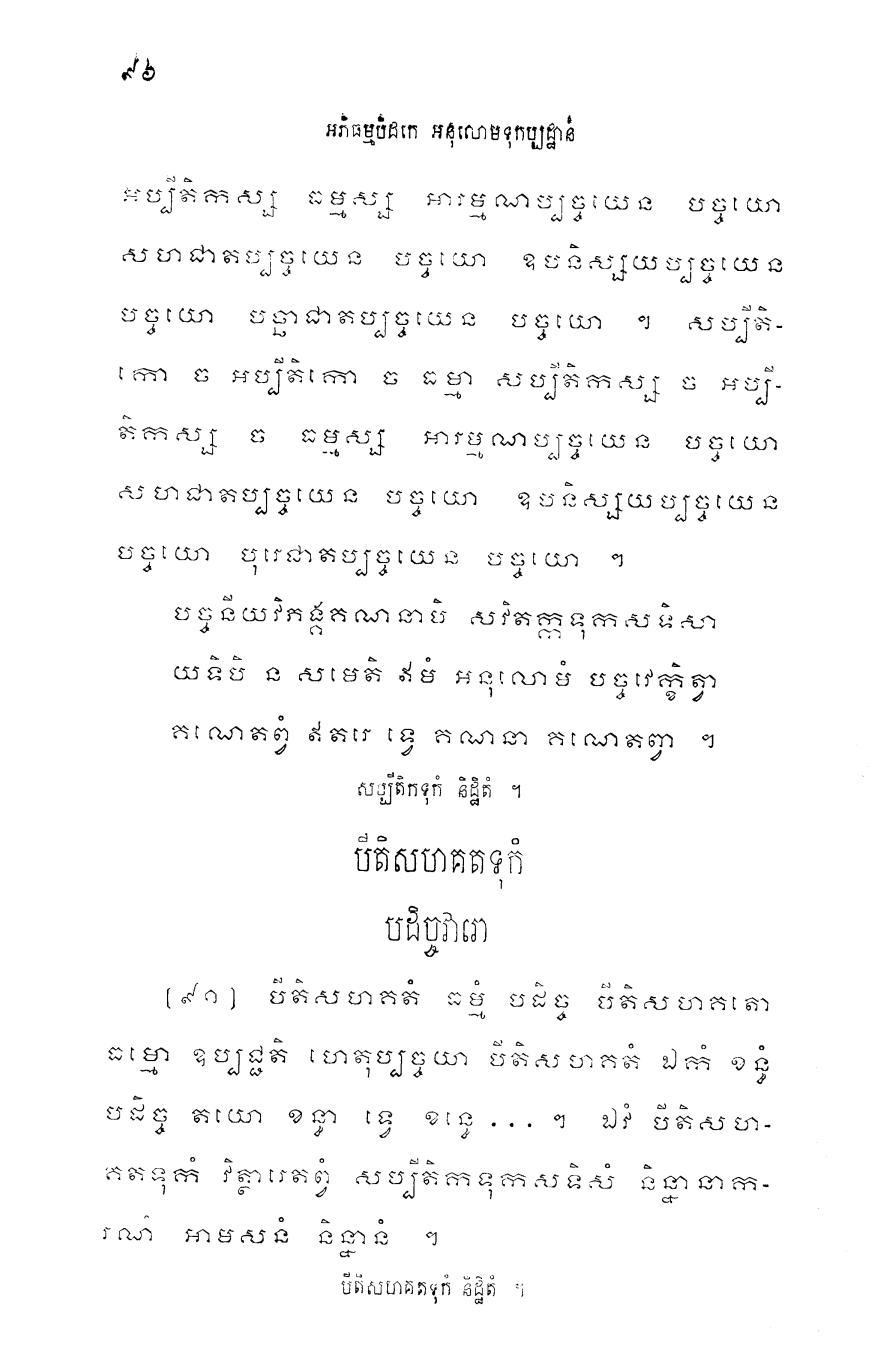 ៩៦
អភិធម្មបិដកេ អនុលោមទុកប្បដ្ឋានំ
អប្បីតិកស្ស ធម្មស្ស អារម្មណប្បច្ចយេន បច្ចយោ
សហជាតប្បច្ចយេន បច្ចយោ ឧបនិស្សយប្បច្ចយេន
បច្ចយោ បច្ឆាជាតប្បច្ចយេន បច្ចយោ ។ សប្បីតិ-
កោ ច អប្បីតិកោ ច ធម្មា សប្បីតិកស្ស ច អប្បី-
តិកស្ស ច ធម្មស្ស អារម្មណប្បច្ចយេន បច្ចយោ
សហជាតប្បច្ចយេន បច្ចយោ ឧបនិស្សយប្បច្ចយេន
បច្ចយោ បុរេជាតប្បច្ចយេន បច្ចយោ ។
បច្ចនីយវិភង្គគណនាបិ សវិតក្កទុកសទិសា
យទិបិ ន សមេតិ ឥមំ អនុលោមំ បច្ចវេក្ខិត្វា
គណេតព្វំ ឥតរេ ទ្វេ គណនា គណេតព្វា ។
សប្បីតិកទុកំ និដ្ឋិតំ ។
បីតិសហគតទុកំ
បដិច្ចវារោ
[៩១] បីតិសហគតំ ធម្មំ បដិច្ច បីតិសហគតោ
ធម្មោ ឧប្បជ្ជតិ ហេតុប្បច្ចយា បីតិសហគតំ ឯកំ ខន្ធំ
បដិច្ច តយោ ខន្ធា ទ្វេ ខន្ធេ ... ។ ឯវំ បីតិសហ-
គតទុកំ វិត្ថារេតព្វំ សប្បីតិកទុកសទិសំ និន្នានាក-
រណំ អាមសនំ និន្នានំ ។
បីតិសហគតទុកំ និដ្ឋិតំ ។